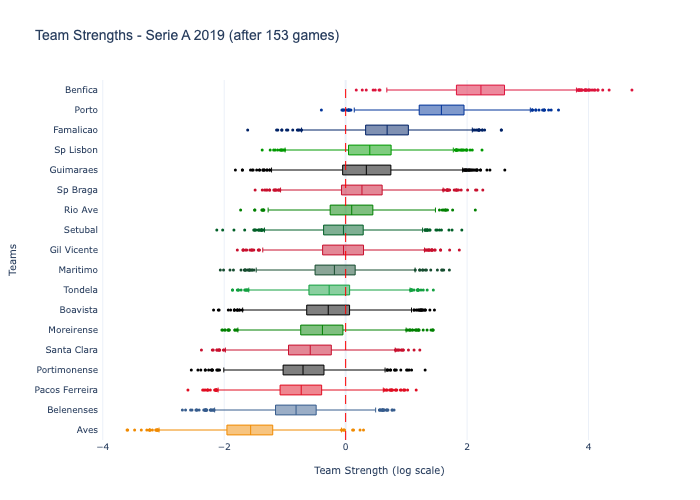 Team Strengths - Serie A 2019 (after 153 games)
Benfica
Porto
Famalicao
Sp Lisbon
Guimaraes
Sp Braga
Rio Ave
Setubal
Gil Vicente
Maritimo
Tondela
Boavista
Moreirense
Santa Clara
Portimonense
Pacos Ferreira
Belenenses
Aves
Teams
−4 −2 0 2 4
Team Strength (log scale)